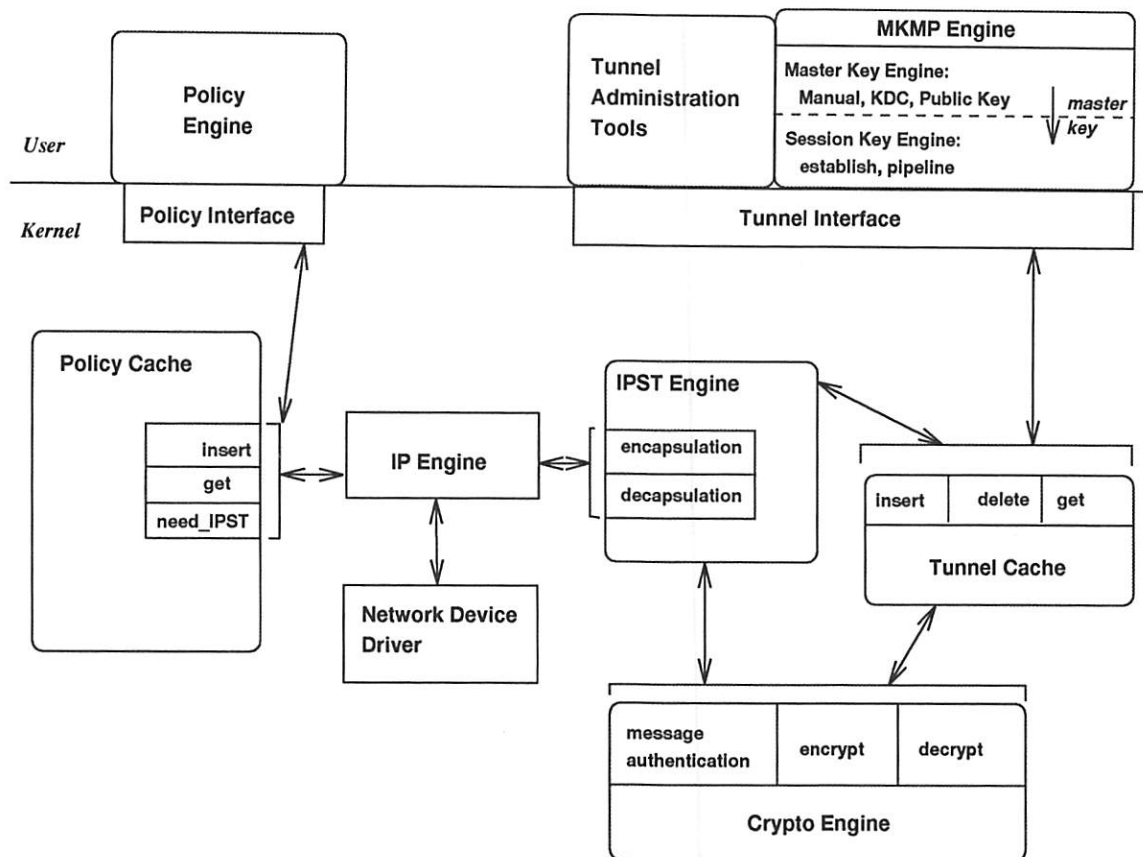 Policy
Engine
Tunnel
Administration
Tools
MKMP Engine
Master Key Engine:
Manual, KDC, Public Key
master
key
Session Key Engine:
establish, pipeline
User
Kernel
Policy Interface
Tunnel Interface
Policy Cache
insert
get
need_IPST
IP Engine
IPST Engine
encapsulation
decapsulation
insert
delete
get
Tunnel Cache
Network Device
Driver
message
authentication
encrypt
decrypt
Crypto Engine